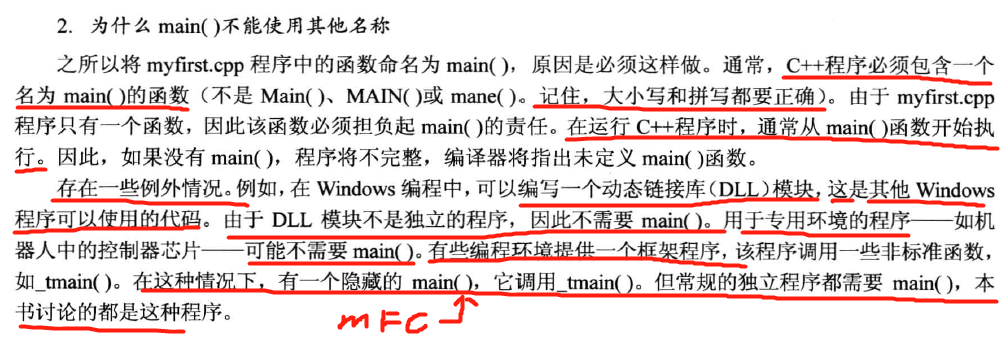 2. 为什么 main( )不能使用其他名称
之所以将 myfirst.cpp 程序中的函数命名为 main( )，原因是必须这样做。通常，C++程序必须包含一个
名为 main( )的函数（不是 Main( )、MAIN( )或 mane( )。记住，大小写和拼写都要正确）。由于 myfirst.cpp
程序只有一个函数，因此该函数必须担负起 main( )的责任。在运行 C++程序时，通常从 main( )函数开始执
行。因此，如果没有 main( )，程序将不完整，编译器将指出未定义 main( )函数。
存在一些例外情况。例如，在 Windows 编程中，可以编写一个动态链接库（DLL）模块，这是其他 Windows
程序可以使用的代码。由于 DLL 模块不是独立的程序，因此不需要 main( )。用于专用环境的程序——如机
器人中的控制器芯片——可能不需要 main( )。有些编程环境提供一个框架程序，该程序调用一些非标准函数，
如_tmain( )。在这种情况下，有一个隐藏的 main( )，它调用_tmain( )。但常规的独立程序都需要 main( )，本
书讨论的都是这种程序。
MFC